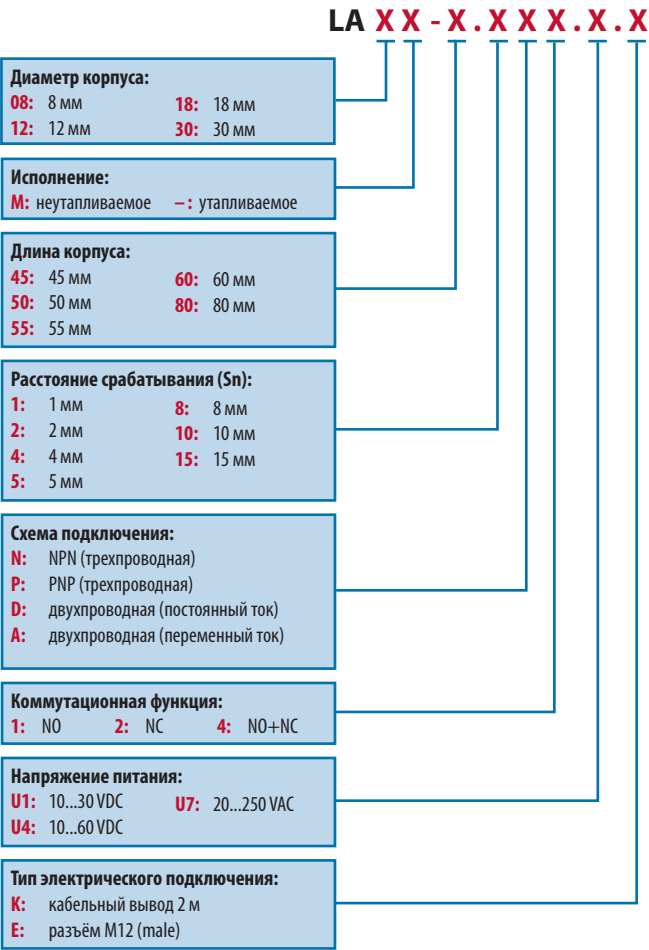 LA X X - X . X X X . X . X
Диаметр корпуса:
08: 8 мм 18: 18 мм
12: 12 мм 30: 30 мм
Исполнение:
M: неутапливаемое –: утапливаемое
Длина корпуса:
45: 45 мм 60: 60 мм
50: 50 мм 80: 80 мм
55: 55 мм
Расстояние срабатывания (Sn):
1: 1 мм 8: 8 мм
2: 2 мм 10: 10 мм
4: 4 мм 15: 15 мм
5: 5 мм
Схема подключения:
N: NPN (трехпроводная)
P: PNP (трехпроводная)
D: двухпроводная (постоянный ток)
A: двухпроводная (переменный ток)
Коммутационная функция:
1: NO 2: NC 4: NO+NC
Напряжение питания:
U1: 10...30 VDC U7: 20...250 VAC
U4: 10...60 VDC
Тип электрического подключения:
K: кабельный вывод 2 м
E: разъём M12 (male)